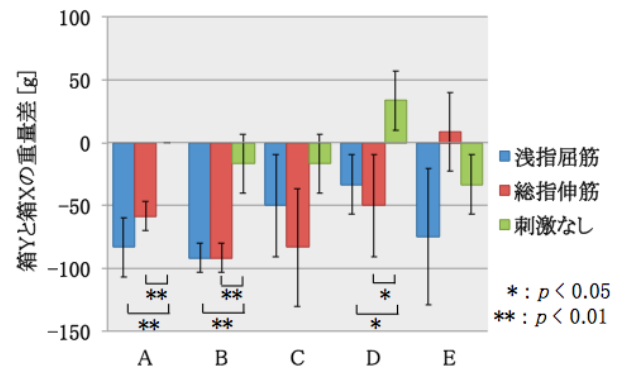 箱Yと箱Xの重量差 [g]
100
50
0
−50
−100
−150
** 
**
**
**
*
*
A B C D E
浅指屈筋
総指伸筋
刺激なし
* : p < 0.05
** : p < 0.01